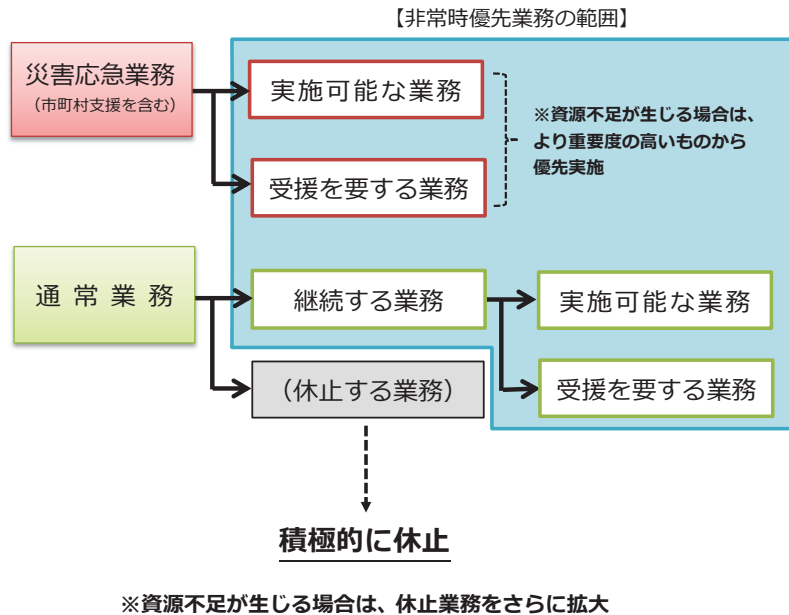 【非常時優先業務の範囲】
災害応急業務
（市町村支援を含む）
実施可能な業務
※資源不足が生じる場合は、
より重要度の高いものから
優先実施
受援を要する業務
通常業務
継続する業務
実施可能な業務
（休止する業務）
受援を要する業務
積極的に休止
※資源不足が生じる場合は、休止業務をさらに拡大